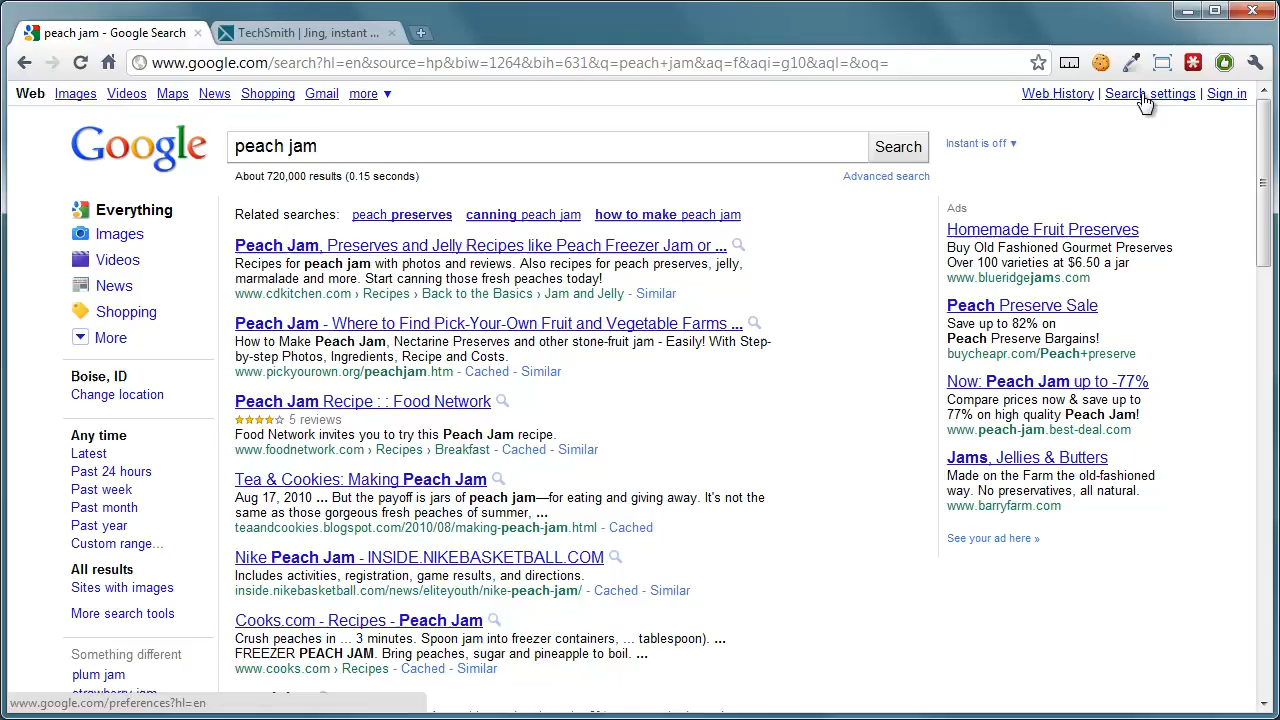 peach jam - Google Search
TechSmith | Jing, instant ...
www.google.com/search?hl=en&source=hp&biw=1264&bih=631&q=peach+jam&aq=f&aqi=g10&aql=&oq=
Web Images Videos Maps News Shopping Gmail more ▼
Web History | Search settings | Sign in
Google
peach jam
Search
Instant is off ▼
About 720,000 results (0.15 seconds)
Advanced search
Everything
Images
Videos
News
Shopping
More
Boise, ID
Change location
Any time
Latest
Past 24 hours
Past week
Past month
Past year
Custom range...
All results
Sites with images
More search tools
Something different
plum jam
strawberry jam
Related searches: peach preserves canning peach jam how to make peach jam
Peach Jam, Preserves and Jelly Recipes like Peach Freezer Jam or ...
Recipes for peach jam with photos and reviews. Also recipes for peach preserves, jelly,
marmalade and more. Start canning those fresh peaches today!
www.cdkitchen.com › Recipes › Back to the Basics › Jam and Jelly - Similar
Peach Jam - Where to Find Pick-Your-Own Fruit and Vegetable Farms ...
How to Make Peach Jam, Nectarine Preserves and other stone-fruit jam - Easily! With Step-
by-step Photos, Ingredients, Recipe and Costs.
www.pickyourown.org/peachjam.htm - Cached - Similar
Peach Jam Recipe : : Food Network
5 reviews
Food Network invites you to try this Peach Jam recipe.
www.foodnetwork.com › Recipes › Breakfast - Cached - Similar
Tea & Cookies: Making Peach Jam
Aug 17, 2010 ... But the payoff is jars of peach jam—for eating and giving away. It's not the
same as those gorgeous fresh peaches of summer, ...
teaandcookies.blogspot.com/2010/08/making-peach-jam.html - Cached
Nike Peach Jam - INSIDE.NIKEBASKETBALL.COM
Includes activities, registration, game results, and directions.
inside.nikebasketball.com/news/eliteyouth/nike-peach-jam/ - Cached - Similar
Cooks.com - Recipes - Peach Jam
Crush peaches in ... 3 minutes. Spoon jam into freezer containers, ... tablespoon). ...
FREEZER PEACH JAM. Bring peaches, sugar and pineapple to boil. ...
www.cooks.com › Recipes - Cached - Similar
Ads
Homemade Fruit Preserves
Buy Old Fashioned Gourmet Preserves
Over 100 varieties at $6.50 a jar
www.blueridgejams.com
Peach Preserve Sale
Save up to 82% on
Peach Preserve Bargains!
buycheapr.com/Peach+preserve
Now: Peach Jam up to -77%
Compare prices now & save up to
77% on high quality Peach Jam!
www.peach-jam.best-deal.com
Jams, Jellies & Butters
Made on the Farm the old-fashioned
way. No preservatives, all natural.
www.barryfarm.com
See your ad here »
www.google.com/preferences?hl=en